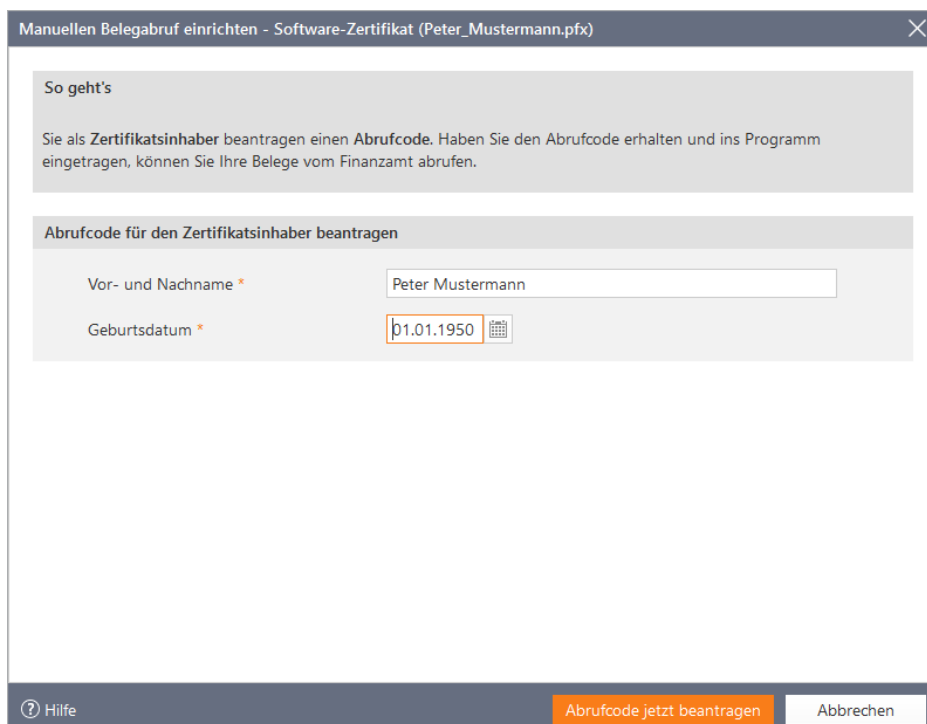 Manuellen Belegabruf einrichten - Software-Zertifikat (Peter_Mustermann.pfx)
So geht's
Sie als Zertifikatsinhaber beantragen einen Abrufcode. Haben Sie den Abrufcode erhalten und ins Programm
eingetragen, können Sie Ihre Belege vom Finanzamt abrufen.
Abrufcode für den Zertifikatsinhaber beantragen
Vor- und Nachname * Peter Mustermann
Geburtsdatum * 01.01.1950
? Hilfe Abrufcode jetzt beantragen Abbrechen